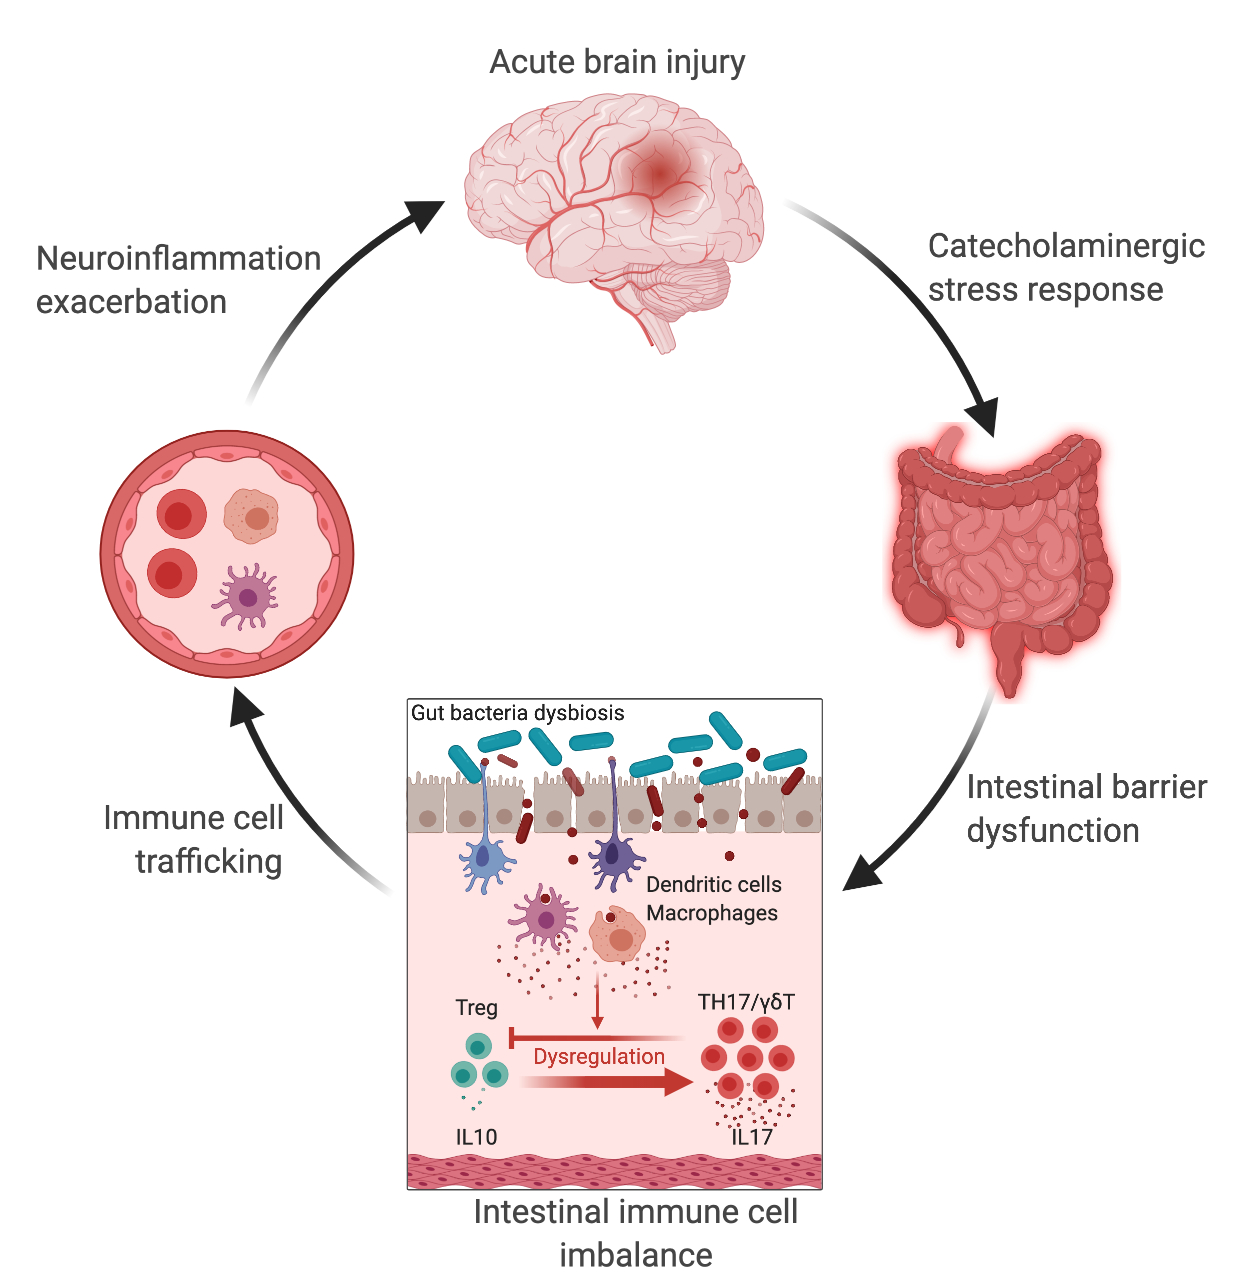 Acute brain injury
Catecholaminergic
stress response
Neuroinflammation
exacerbation
Intestinal barrier
dysfunction
Immune cell
trafficking
Gut bacteria dysbiosis
Dendritic cells
Macrophages
Treg
TH17/γδT
Dysregulation
IL10
IL17
Intestinal immune cell
imbalance